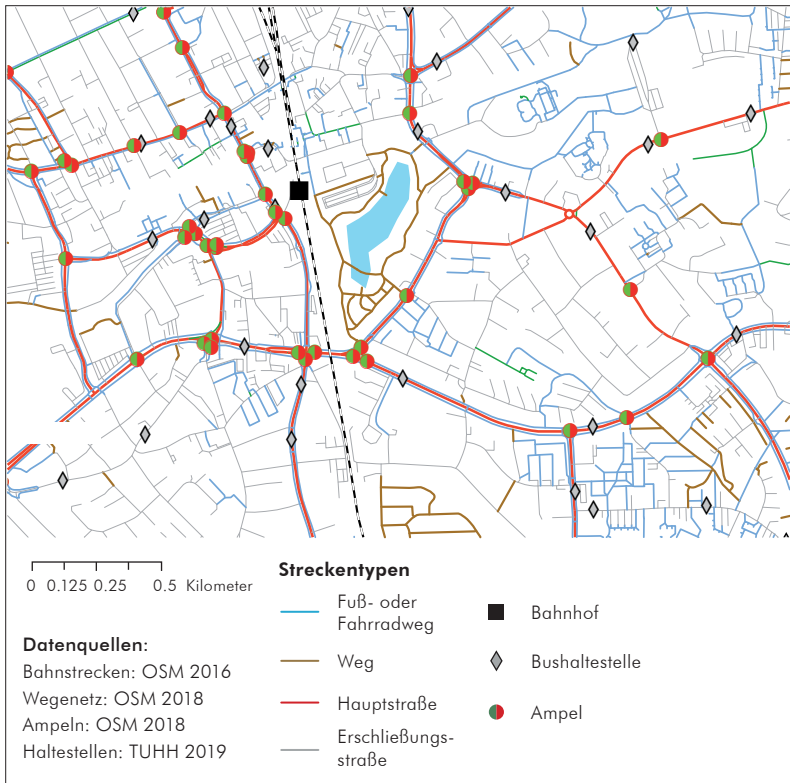 0 0.125 0.25 0.5 Kilometer
Datenquellen:
Bahnstrecken: OSM 2016
Wegenetz: OSM 2018
Ampeln: OSM 2018
Haltestellen: TUHH 2019
Streckentypen
Fuß- oder
Fahrradweg
Weg
Hauptstraße
Erschließungs-
straße
Bahnhof
Bushaltestelle
Ampel